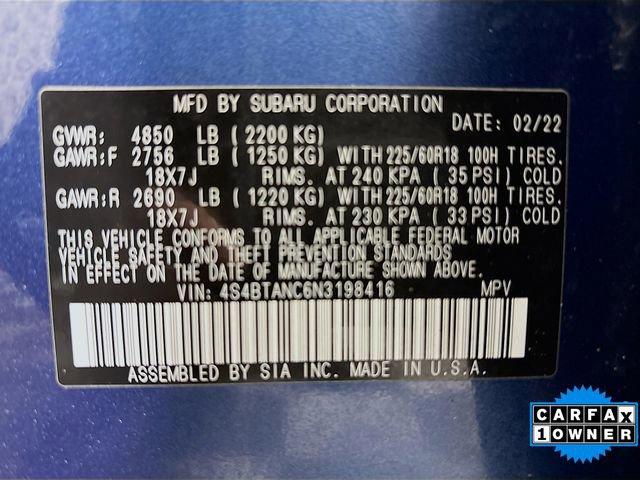 MFD BY SUBARU CORPORATION
DATE: 02/22
GVWR: 4850 LB (2200 KG)
GAWR:F 2756 LB (1250 KG) WITH 225/60R18 100H TIRES.
18X7J RIMS. AT 240 KPA (35 PSI) COLD
GAWR:R 2690 LB (1220 KG) WITH 225/60R18 100H TIRES.
18X7J RIMS. AT 230 KPA (33 PSI) COLD
THIS VEHICLE CONFORMS TO ALL APPLICABLE FEDERAL MOTOR
VEHICLE SAFETY AND THEFT PREVENTION STANDARDS
IN EFFECT ON THE DATE OF MANUFACTURE SHOWN ABOVE.
VIN: 4S4BTANC6N3198416 MPV
ASSEMBLED BY SIA INC. MADE IN U.S.A.
CARFAX
1 OWNER